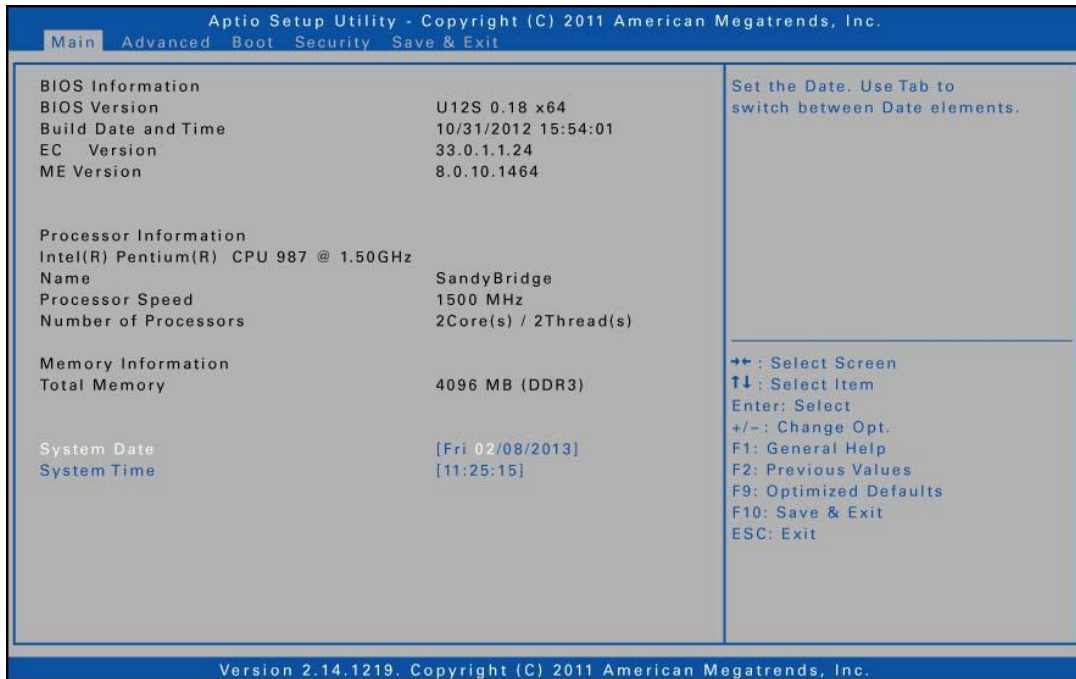 Aptio Setup Utility - Copyright (C) 2011 American Megatrends, Inc.
Main Advanced Boot Security Save & Exit
BIOS Information
BIOS Version U12S 0.18 x64
Build Date and Time 10/31/2012 15:54:01
EC Version 33.0.1.1.24
ME Version 8.0.10.1464
Processor Information
Intel(R) Pentium(R) CPU 987 @ 1.50GHz
Name SandyBridge
Processor Speed 1500 MHz
Number of Processors 2Core(s) / 2Thread(s)
Memory Information
Total Memory 4096 MB (DDR3)
System Date [Fri 02/08/2013]
System Time [11:25:15]
Set the Date. Use Tab to
switch between Date elements.
→← : Select Screen
↑↓ : Select Item
Enter: Select
+/− : Change Opt.
F1: General Help
F2: Previous Values
F9: Optimized Defaults
F10: Save & Exit
ESC: Exit
Version 2.14.1219. Copyright (C) 2011 American Megatrends, Inc.